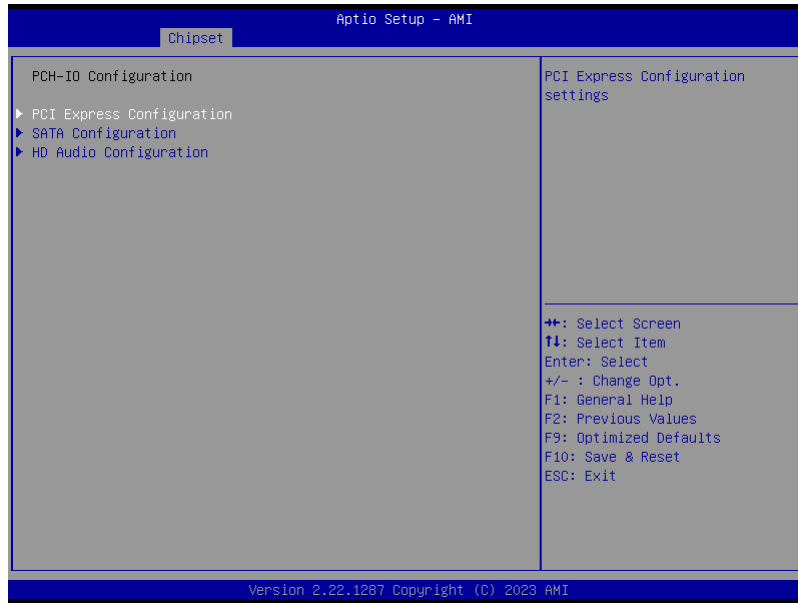 Aptio Setup – AMI
Chipset
PCH-IO Configuration
PCI Express Configuration
SATA Configuration
HD Audio Configuration
PCI Express Configuration
settings
→←: Select Screen
↑↓: Select Item
Enter: Select
+/- : Change Opt.
F1: General Help
F2: Previous Values
F9: Optimized Defaults
F10: Save & Reset
ESC: Exit
Version 2.22.1287 Copyright (C) 2023 AMI